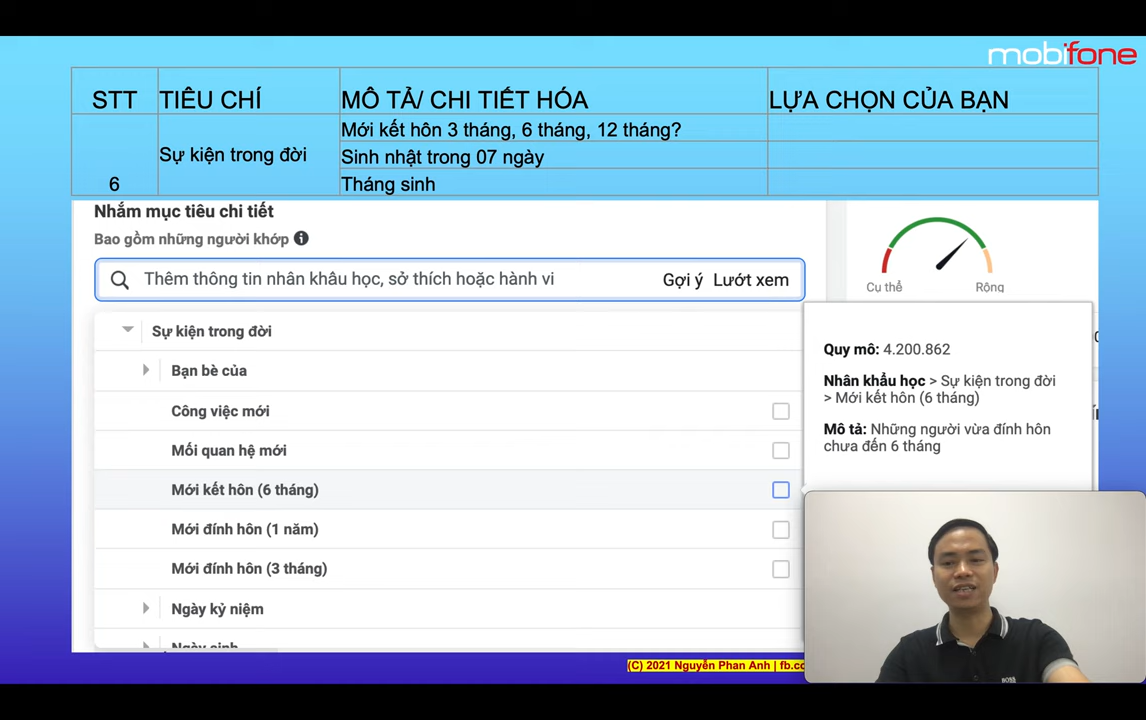 mobifone
STT TIÊU CHÍ MÔ TẢ/ CHI TIẾT HÓA LỰA CHỌN CỦA BẠN
Mới kết hôn 3 tháng, 6 tháng, 12 tháng?
Sự kiện trong đời
Sinh nhật trong 07 ngày
6 Tháng sinh
Nhắm mục tiêu chi tiết
Bao gồm những người khớp
Thêm thông tin nhân khẩu học, sở thích hoặc hành vi Gợi ý Lướt xem
Cụ thể Rộng
Sự kiện trong đời
Bạn bè của
Công việc mới
Mối quan hệ mới
Mới kết hôn (6 tháng)
Mới đính hôn (1 năm)
Mới đính hôn (3 tháng)
Ngày kỷ niệm
Ngày sinh
Quy mô: 4.200.862
Nhân khẩu học > Sự kiện trong đời
> Mới kết hôn (6 tháng)
Mô tả: Những người vừa đính hôn
chưa đến 6 tháng
(C) 2021 Nguyễn Phan Anh | fb.co
BOSS